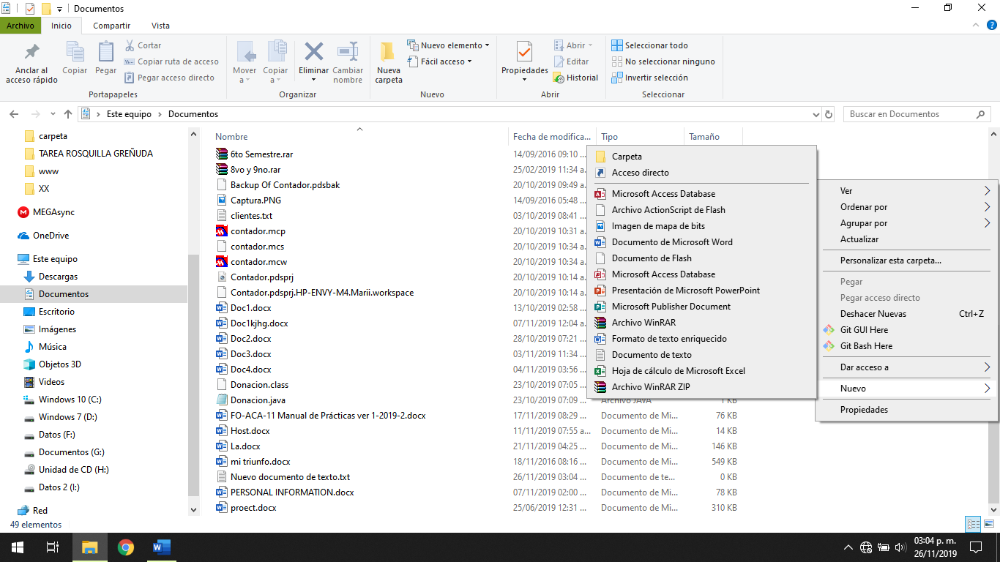 Documentos
Archivo Inicio Compartir Vista
Anclar al acceso rápido
Copiar
Pegar
Cortar
Copiar ruta de acceso
Pegar acceso directo
Portapapeles
Mover a
Copiar a
Eliminar
Cambiar nombre
Organizar
Nueva carpeta
Nuevo elemento
Fácil acceso
Nuevo
Propiedades
Abrir
Editar
Historial
Abrir
Seleccionar todo
No seleccionar ninguno
Invertir selección
Seleccionar
Este equipo > Documentos
Buscar en Documentos
carpeta
TAREA ROSQUILLA GREÑUDA
www
XX
MEGAsync
OneDrive
Este equipo
Descargas
Documentos
Escritorio
Imágenes
Música
Objetos 3D
Videos
Windows 10 (C:)
Windows 7 (D:)
Datos (F:)
Documentos (G:)
Unidad de CD (H:)
Datos 2 (I:)
Red
Nombre Fecha de modifica... Tipo Tamaño
6to Semestre.rar 14/09/2016 09:10 ...
8vo y 9no.rar 25/02/2019 11:34 a...
Backup Of Contador.pdsbak 20/10/2019 09:49 a...
Captura.PNG 14/09/2016 05:48 ...
clientes.txt 03/10/2019 08:41 ...
contador.mcp 20/10/2019 10:31 a...
contador.mcs 20/10/2019 10:34 a...
contador.mcw 20/10/2019 10:34 a...
Contador.pdsprj 20/10/2019 10:14 a...
Contador.pdsprj.HP-ENVY-M4.Marii.workspace 20/10/2019 10:14 a...
Doc1.docx 13/10/2019 02:58 ...
Doc1kjhg.docx 07/11/2019 12:04 a...
Doc2.docx 28/10/2019 07:21 ...
Doc3.docx 03/11/2019 11:34 ...
Doc4.docx 04/11/2019 03:56 ...
Donacion.class 23/10/2019 07:05 ...
Donacion.java 23/10/2019 07:09 ... Archivo JAVA 1 KB
FO-ACA-11 Manual de Prácticas ver 1-2019-2.docx 17/11/2019 08:29 ... Documento de Mi... 76 KB
Host.docx 11/11/2019 07:55 a... Documento de Mi... 14 KB
La.docx 21/11/2019 04:25 ... Documento de Mi... 146 KB
mi triunfo.docx 18/11/2016 08:16 ... Documento de Mi... 549 KB
Nuevo documento de texto.txt 26/11/2019 03:04 ... Documento de te... 0 KB
PERSONAL INFORMATION.docx 07/11/2019 02:00 ... Documento de Mi... 78 KB
proect.docx 25/06/2019 12:31 ... Documento de Mi... 310 KB
Carpeta
Acceso directo
Microsoft Access Database
Archivo ActionScript de Flash
Imagen de mapa de bits
Documento de Microsoft Word
Documento de Flash
Microsoft Access Database
Presentación de Microsoft PowerPoint
Microsoft Publisher Document
Archivo WinRAR
Formato de texto enriquecido
Documento de texto
Hoja de cálculo de Microsoft Excel
Archivo WinRAR ZIP
Ver
Ordenar por
Agrupar por
Actualizar
Personalizar esta carpeta...
Pegar
Pegar acceso directo
Deshacer Nuevas Ctrl+Z
Git GUI Here
Git Bash Here
Dar acceso a
Nuevo
Propiedades
49 elementos
03:04 p. m.
26/11/2019